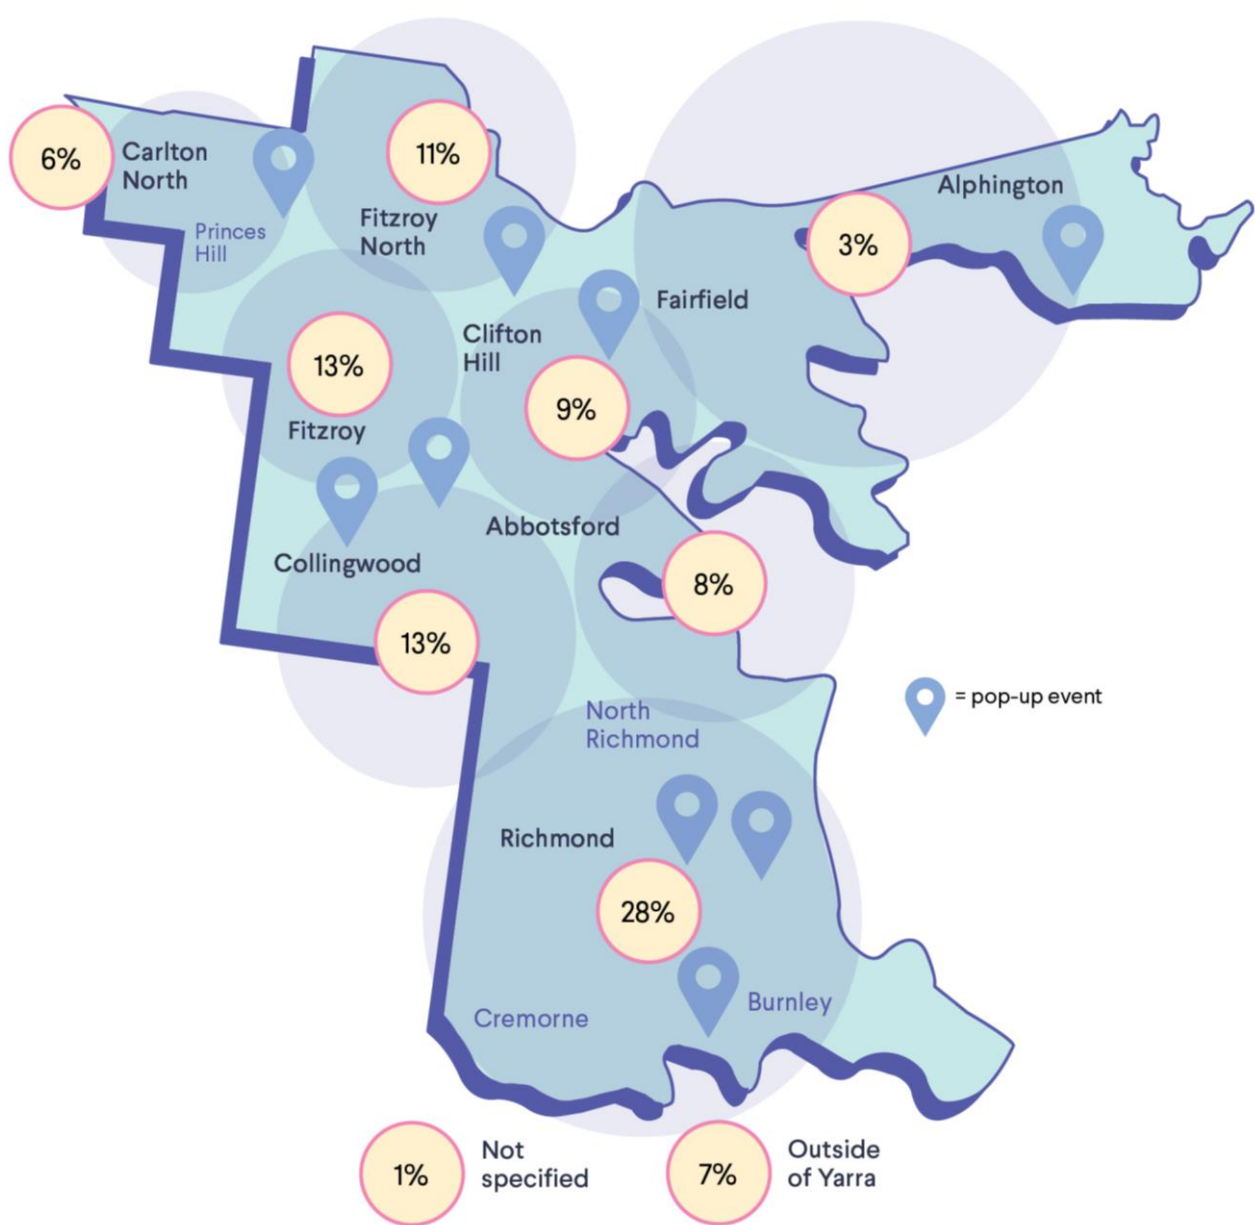 6%
Carlton
North
Princes
Hill
11%
Fitzroy
North
3%
Alphington
Fairfield
Clifton
Hill
13%
Fitzroy
9%
Abbotsford
Collingwood
8%
13%
= pop-up event
North
Richmond
Richmond
28%
Burnley
Cremorne
1%
Not
specified
7%
Outside
of Yarra